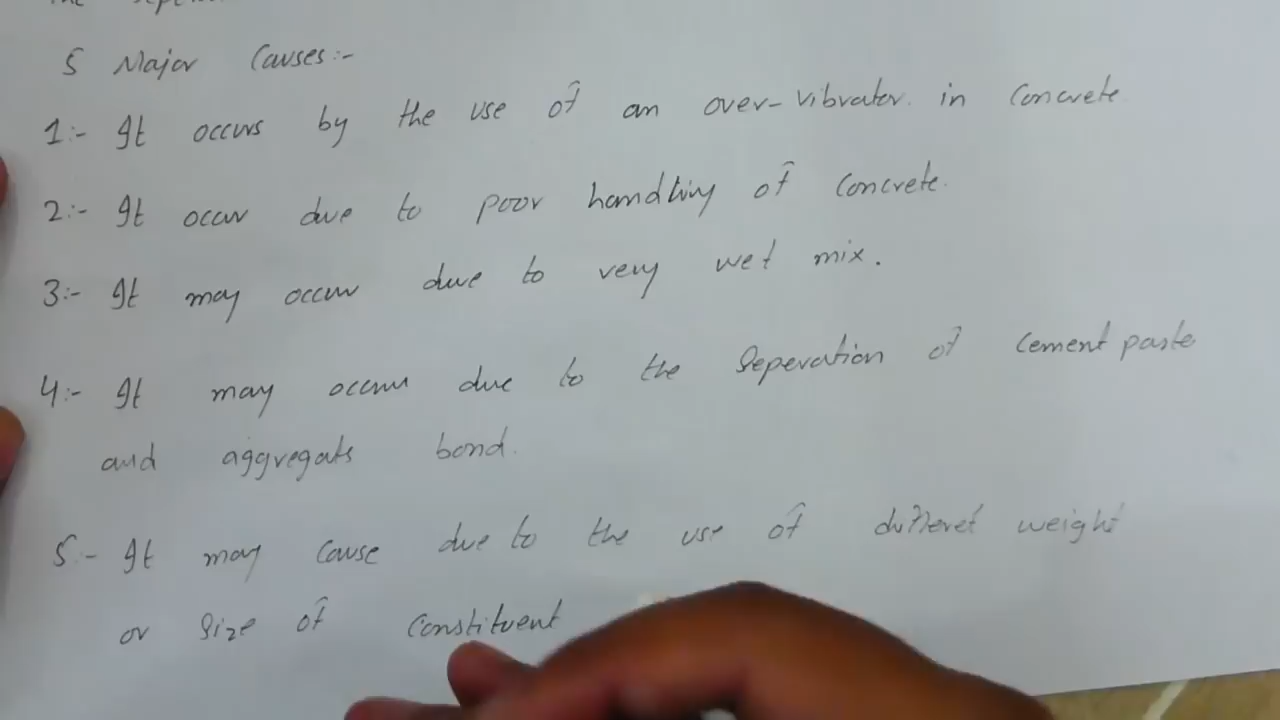 5 Major Causes:-
1:- It occurs by the use of an over-vibrator. in Concrete
2:- It occur due to poor handling of Concrete.
3:- It may occur due to very wet mix.
4:- It may occur due to the Seperation of cement paste
and aggregate bond.
5:- It may cause due to the use of differet weight
or Size of Constituent